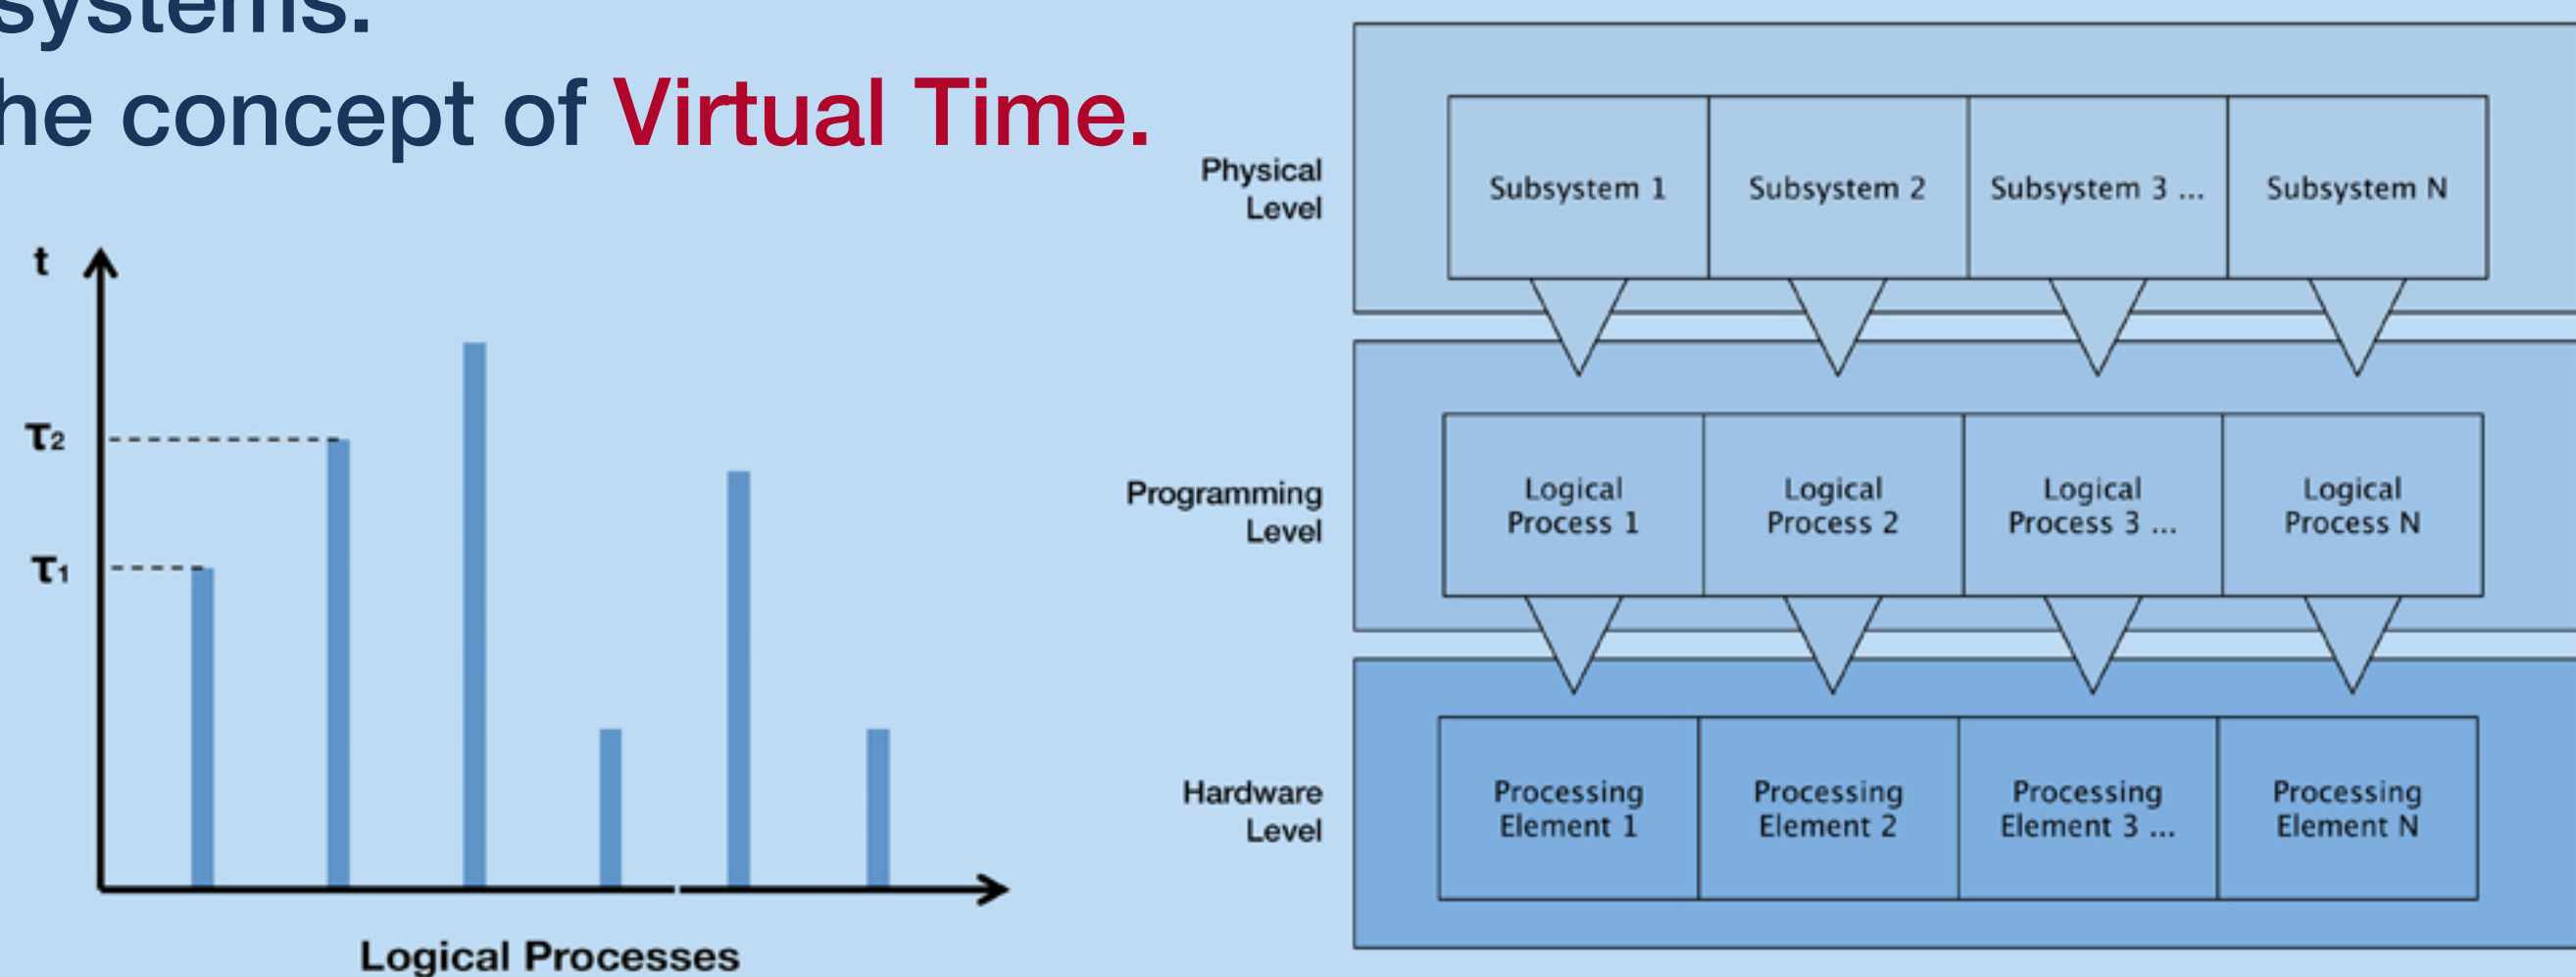 systems.
he concept of Virtual Time.
t
τ2
τ1
Logical Processes
Physical
Level
Subsystem 1
Subsystem 2
Subsystem 3 ...
Subsystem N
Programming
Level
Logical
Process 1
Logical
Process 2
Logical
Process 3 ...
Logical
Process N
Hardware
Level
Processing
Element 1
Processing
Element 2
Processing
Element 3 ...
Processing
Element N